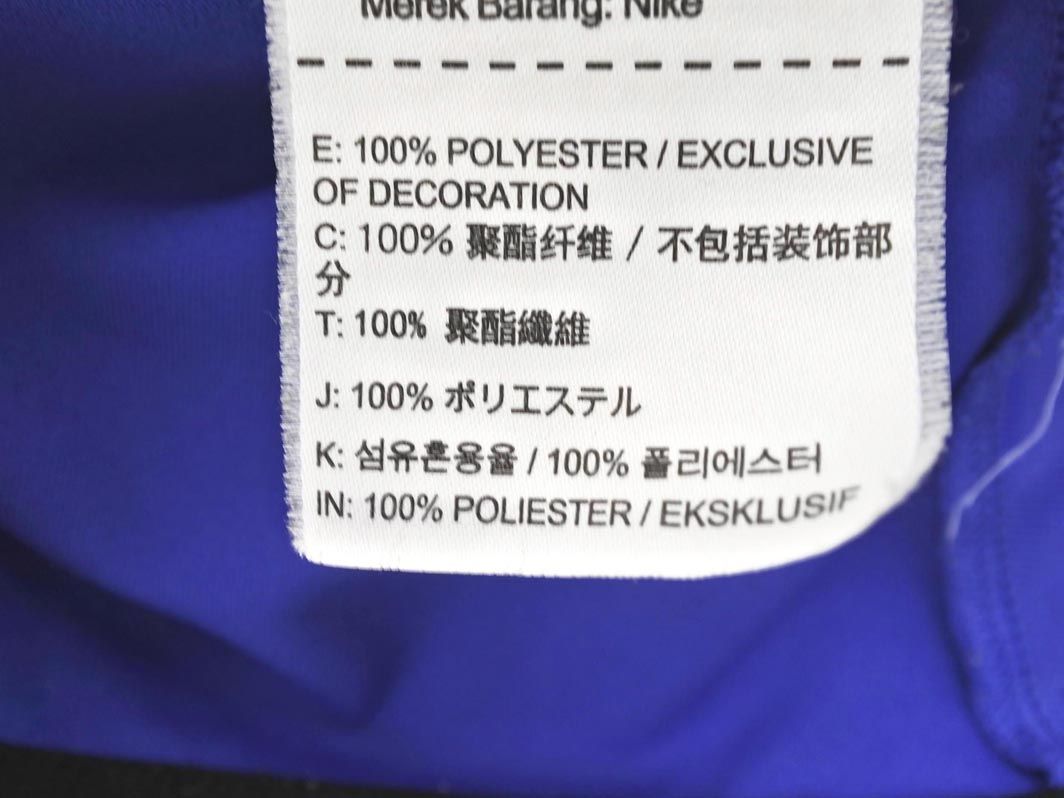 Merek Barang: Nike
E: 100% POLYESTER / EXCLUSIVE
OF DECORATION
C: 100% 聚酯纤维 / 不包括装饰部
分
T: 100% 聚酯纖維
J: 100% ポリエステル
K: 섬유혼용율 / 100% 폴리에스터
IN: 100% POLIESTER / EKSKLUSIF